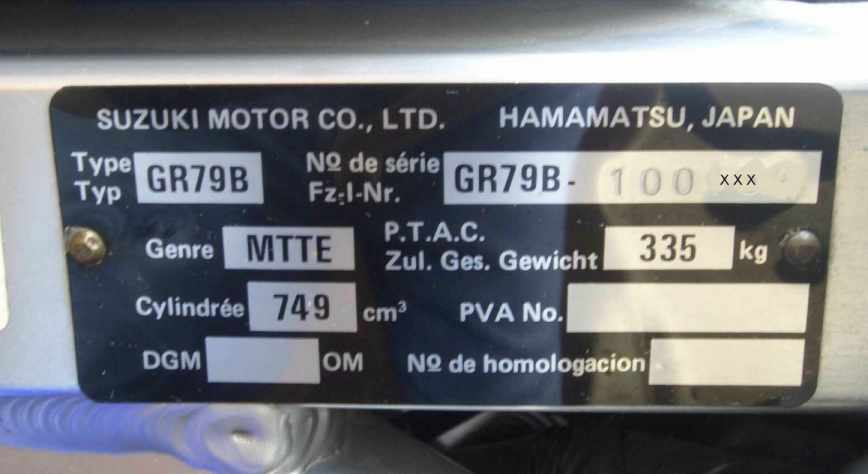 SUZUKI MOTOR CO., LTD. HAMAMATSU, JAPAN
Type Typ GR79B Nº de série Fz-I-Nr. GR79B- 100 xxx
Genre MTTE P.T.A.C. Zul. Ges. Gewicht 335 kg
Cylindrée 749 cm³ PVA No.
DGM OM Nº de homologacion